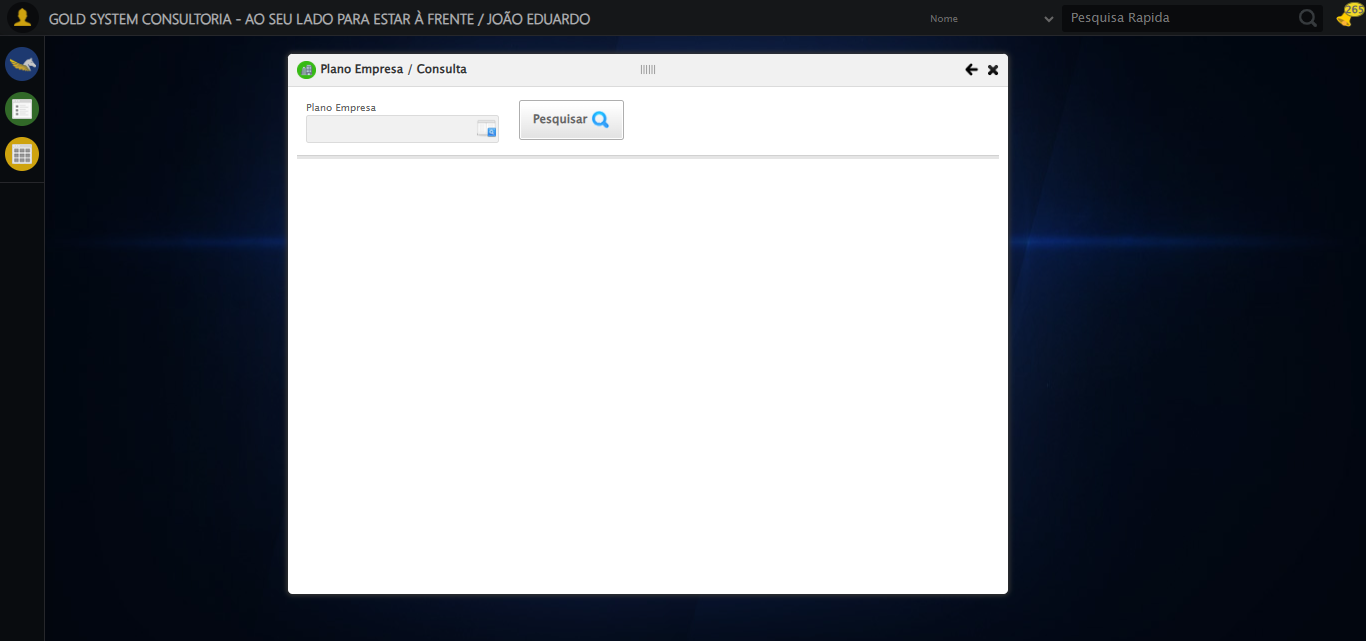 GOLD SYSTEM CONSULTORIA - AO SEU LADO PARA ESTAR À FRENTE / JOÃO EDUARDO
Nome
Pesquisa Rapida
265
Plano Empresa / Consulta
Plano Empresa
Pesquisar